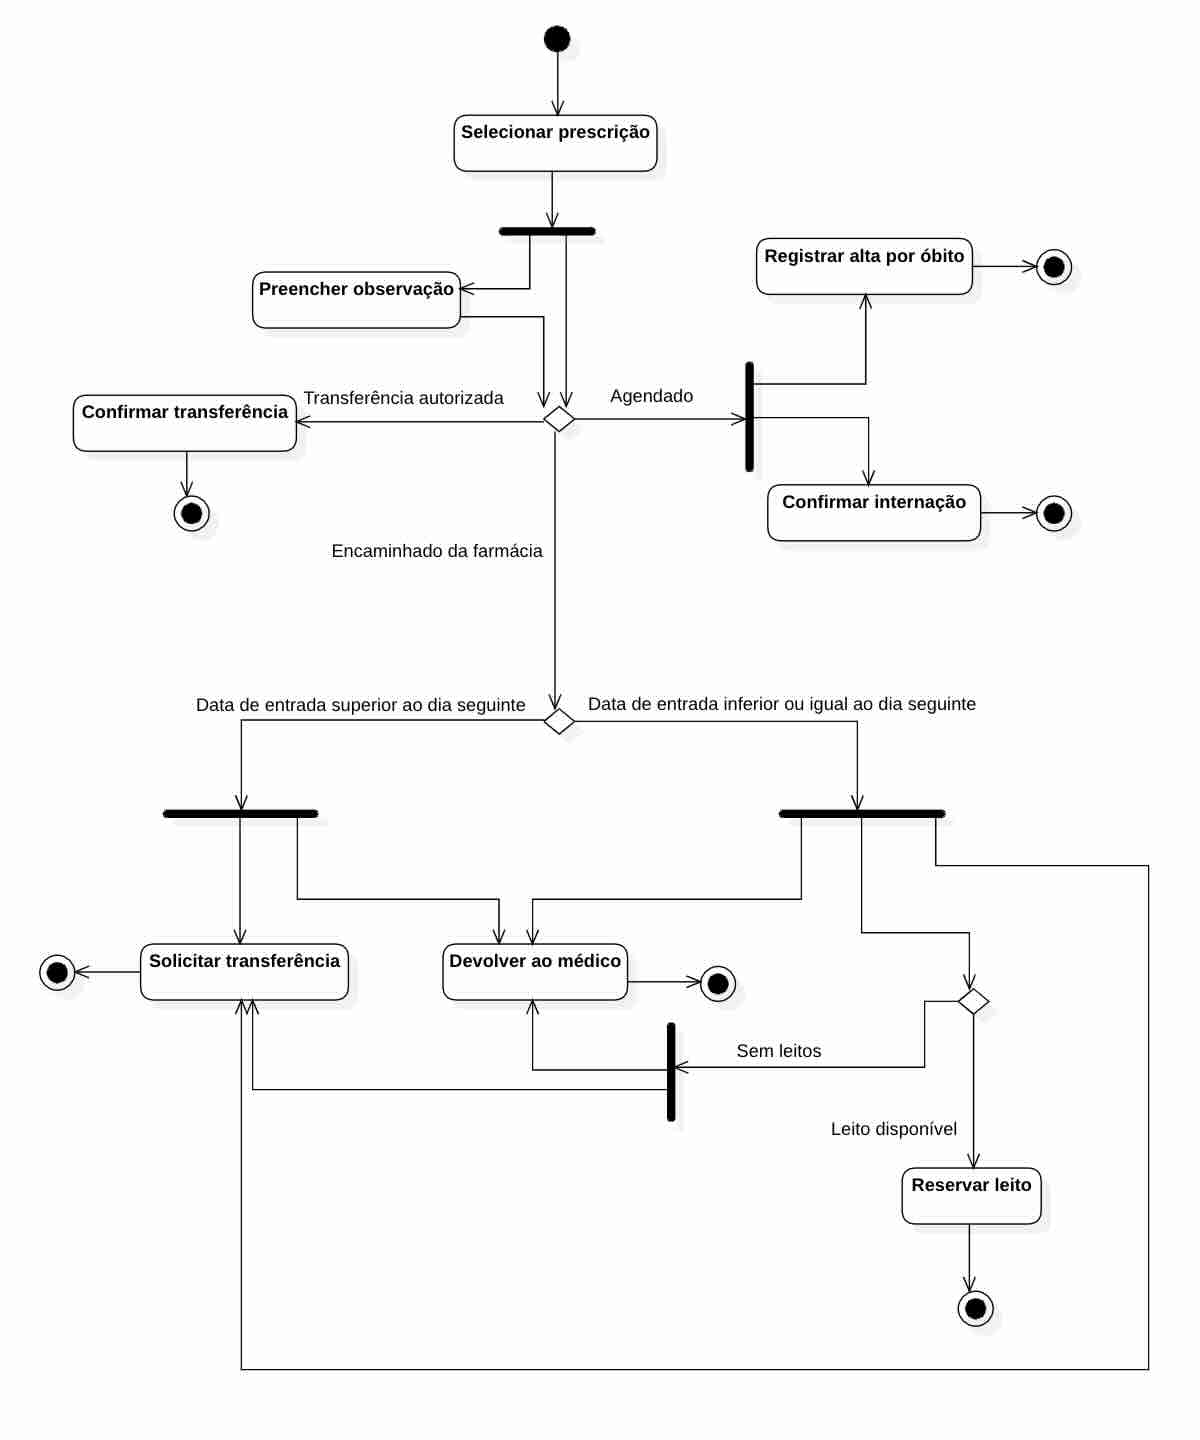 Selecionar prescrição
Registrar alta por óbito
Preencher observação
Transferência autorizada
Agendado
Confirmar transferência
Confirmar internação
Encaminhado da farmácia
Data de entrada superior ao dia seguinte
Data de entrada inferior ou igual ao dia seguinte
Solicitar transferência
Devolver ao médico
Sem leitos
Leito disponível
Reservar leito